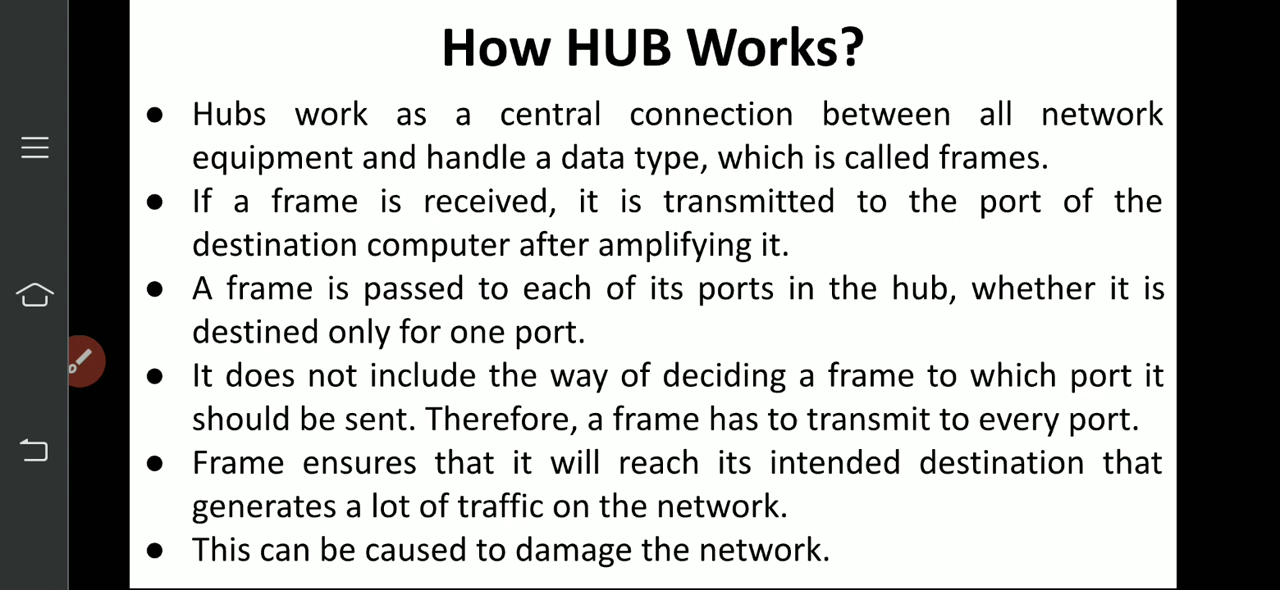 How HUB Works?
● Hubs work as a central connection between all network
equipment and handle a data type, which is called frames.
● If a frame is received, it is transmitted to the port of the
destination computer after amplifying it.
● A frame is passed to each of its ports in the hub, whether it is
destined only for one port.
● It does not include the way of deciding a frame to which port it
should be sent. Therefore, a frame has to transmit to every port.
● Frame ensures that it will reach its intended destination that
generates a lot of traffic on the network.
● This can be caused to damage the network.